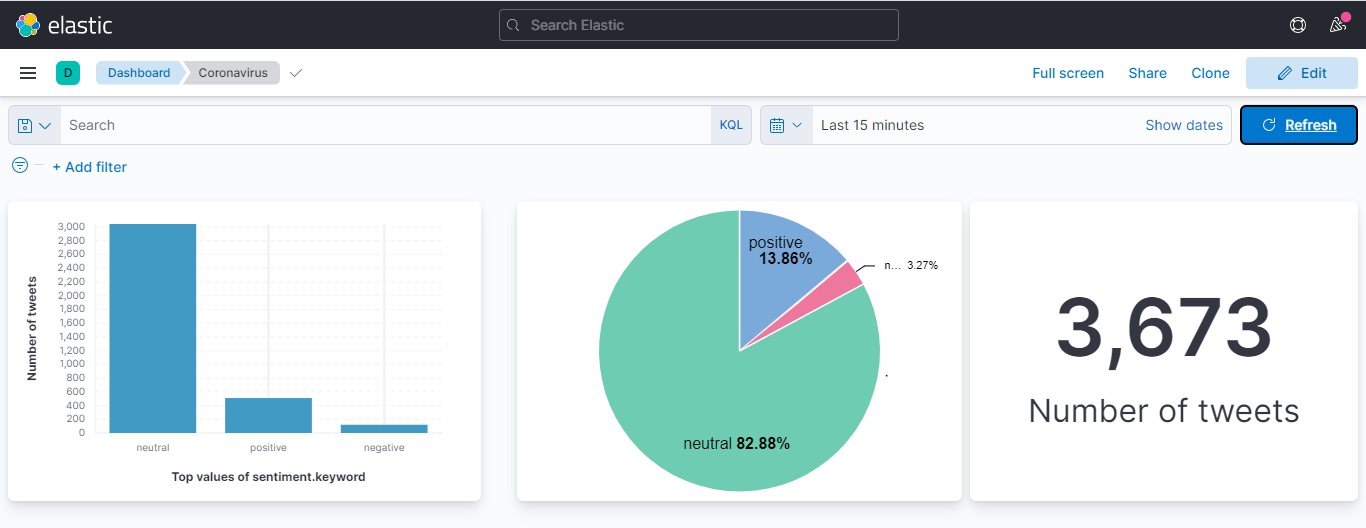 elastic
Search Elastic
D
Dashboard
Coronavirus
Full screen
Share
Clone
Edit
Search
KQL
Last 15 minutes
Show dates
Refresh
+ Add filter
Number of tweets
3,000
2,800
2,600
2,400
2,200
2,000
1,800
1,600
1,400
1,200
1,000
800
600
400
200
0
neutral
positive
negative
Top values of sentiment.keyword
positive
13.86%
n... 3.27%
neutral 82.88%
3,673
Number of tweets